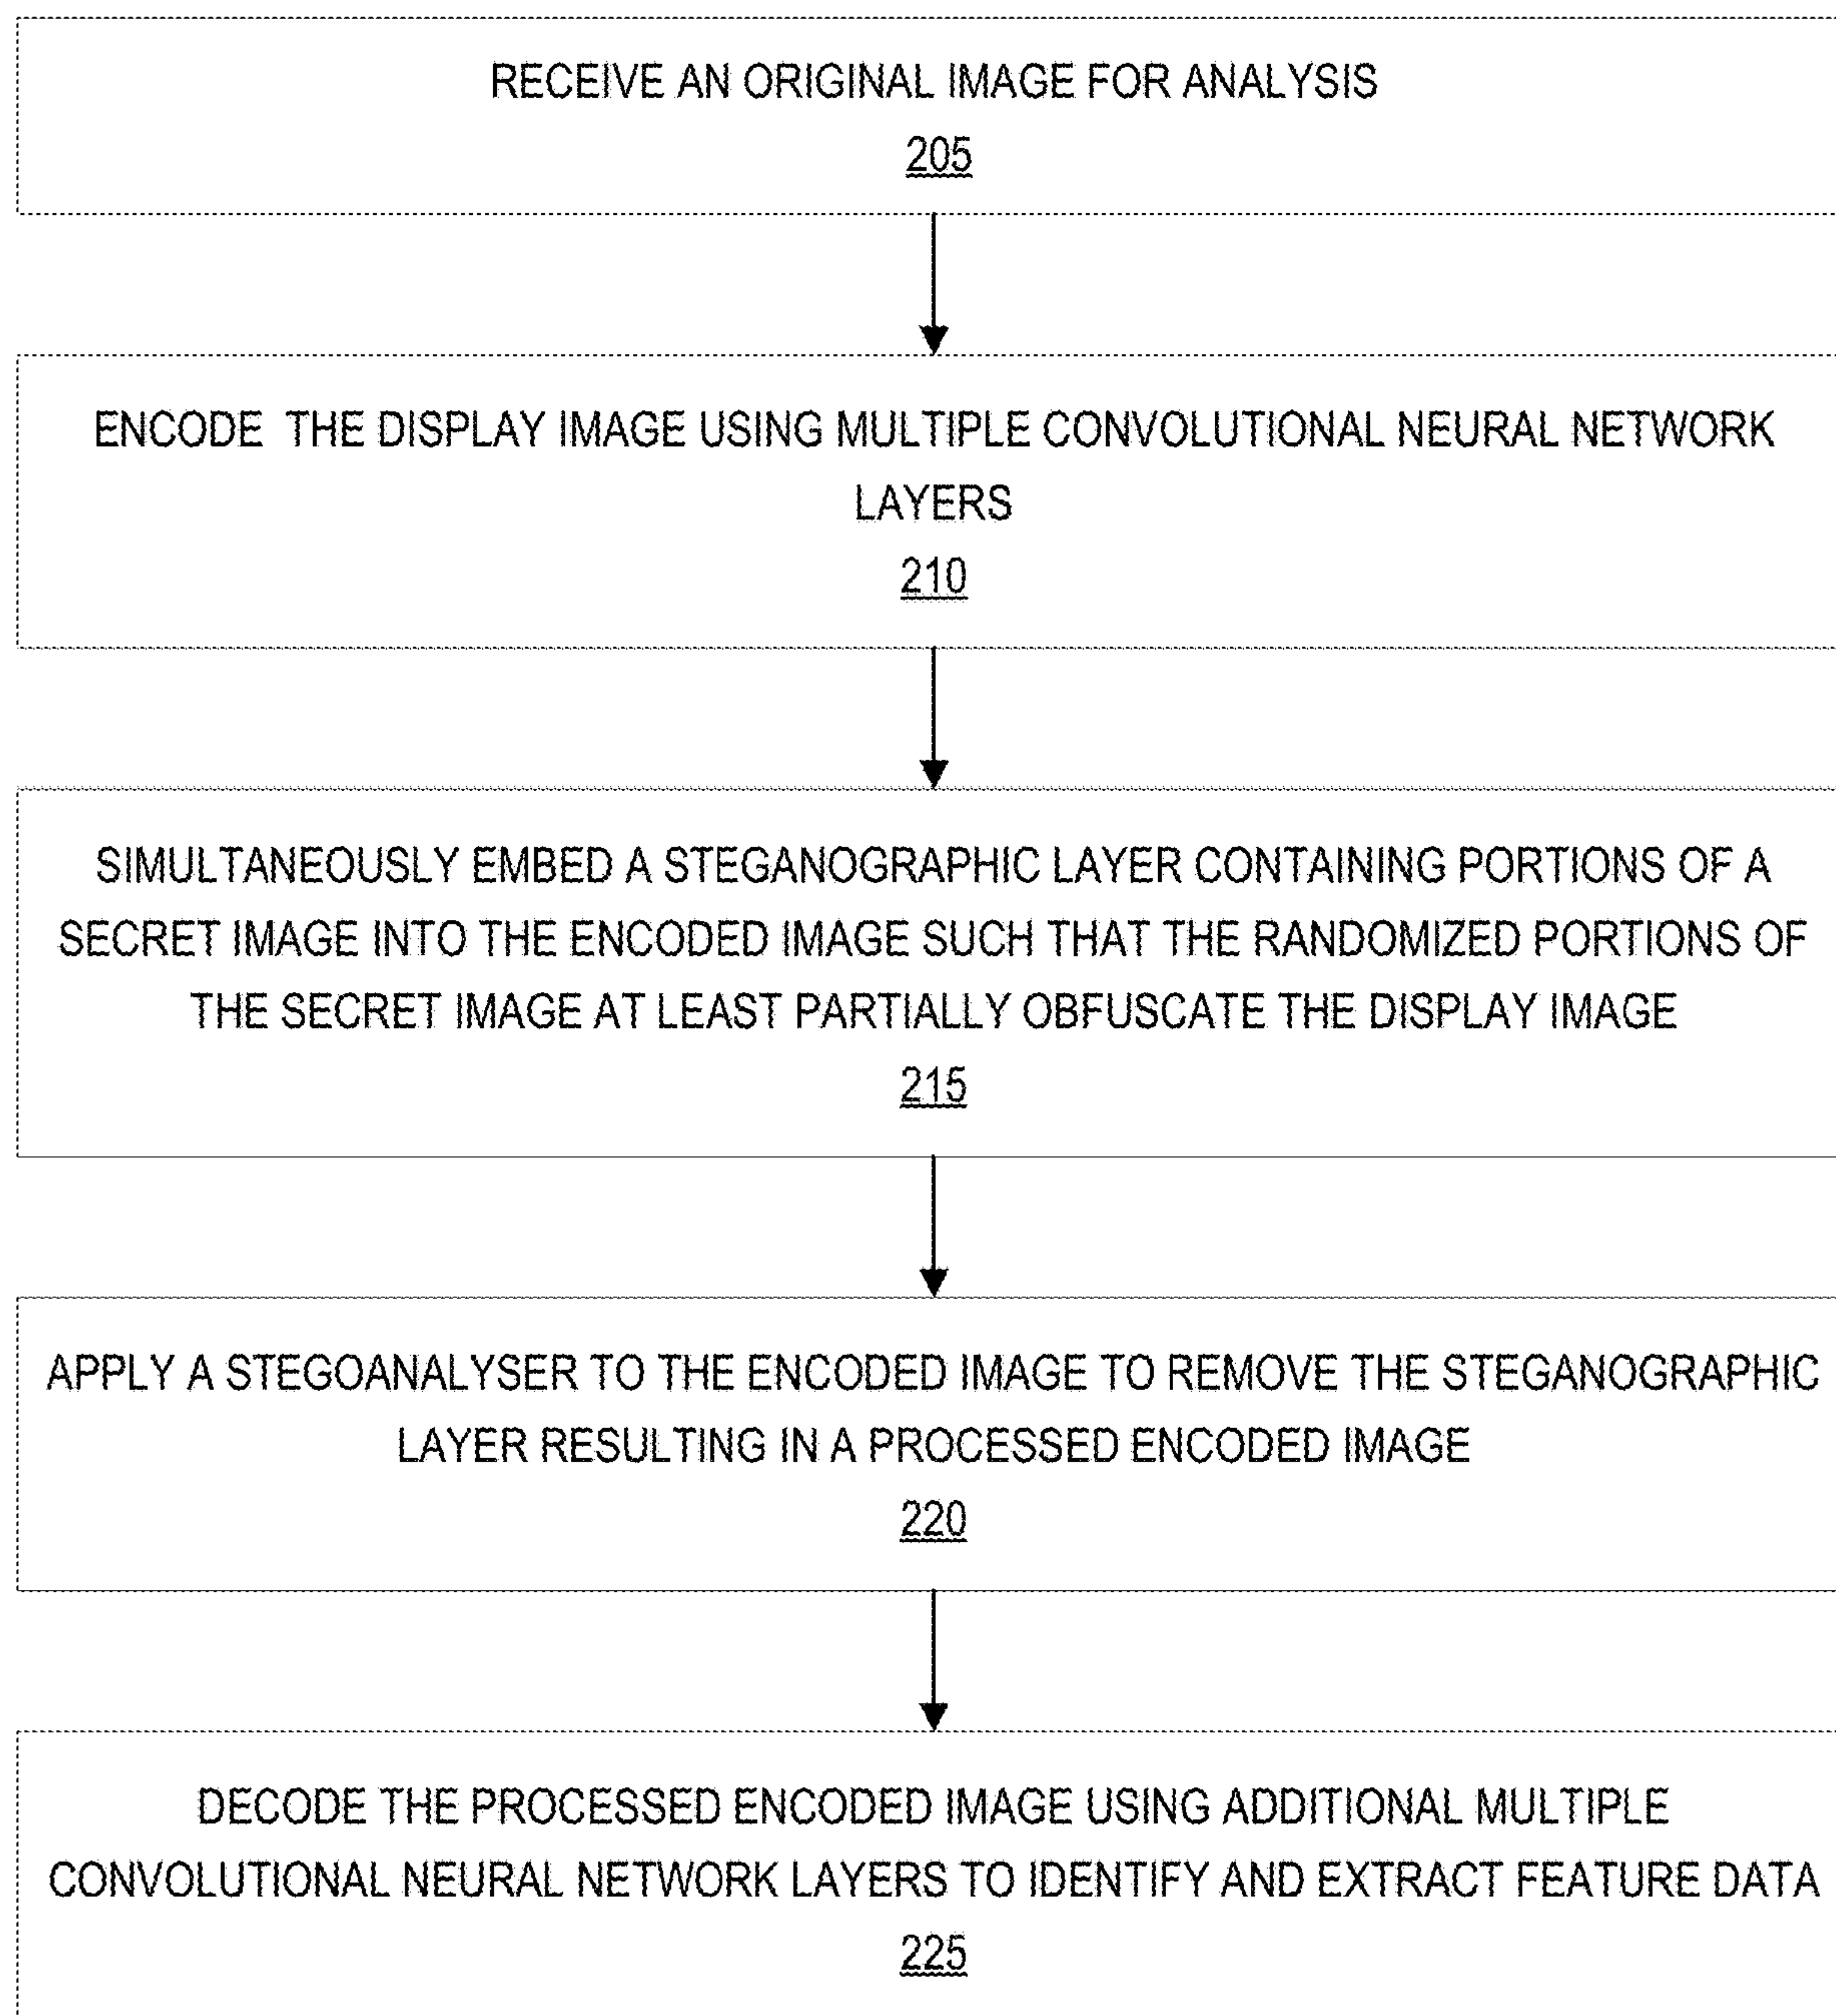 RECEIVE AN ORIGINAL IMAGE FOR ANALYSIS
205
ENCODE THE DISPLAY IMAGE USING MULTIPLE CONVOLUTIONAL NEURAL NETWORK
LAYERS
210
SIMULTANEOUSLY EMBED A STEGANOGRAPHIC LAYER CONTAINING PORTIONS OF A
SECRET IMAGE INTO THE ENCODED IMAGE SUCH THAT THE RANDOMIZED PORTIONS OF
THE SECRET IMAGE AT LEAST PARTIALLY OBFUSCATE THE DISPLAY IMAGE
215
APPLY A STEGOANALYSER TO THE ENCODED IMAGE TO REMOVE THE STEGANOGRAPHIC
LAYER RESULTING IN A PROCESSED ENCODED IMAGE
220
DECODE THE PROCESSED ENCODED IMAGE USING ADDITIONAL MULTIPLE
CONVOLUTIONAL NEURAL NETWORK LAYERS TO IDENTIFY AND EXTRACT FEATURE DATA
225